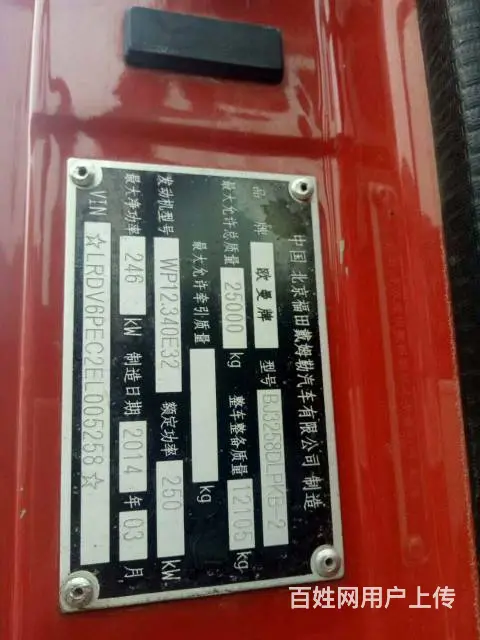 中国 北京福田戴姆勒汽车有限公司 制造
品 牌 欧曼牌 型号 BJ3258DLPKB-2
最大允许总质量 25000 kg 整车整备质量 12105 kg
最大允许牵引质量 kg
发动机型号 WP12.340E32 额定功率 250 kW
最大净功率 246 kW 制造日期 2014 年 03 月
VIN ☆LRDV6PEC2EL005258☆
百姓网用户上传